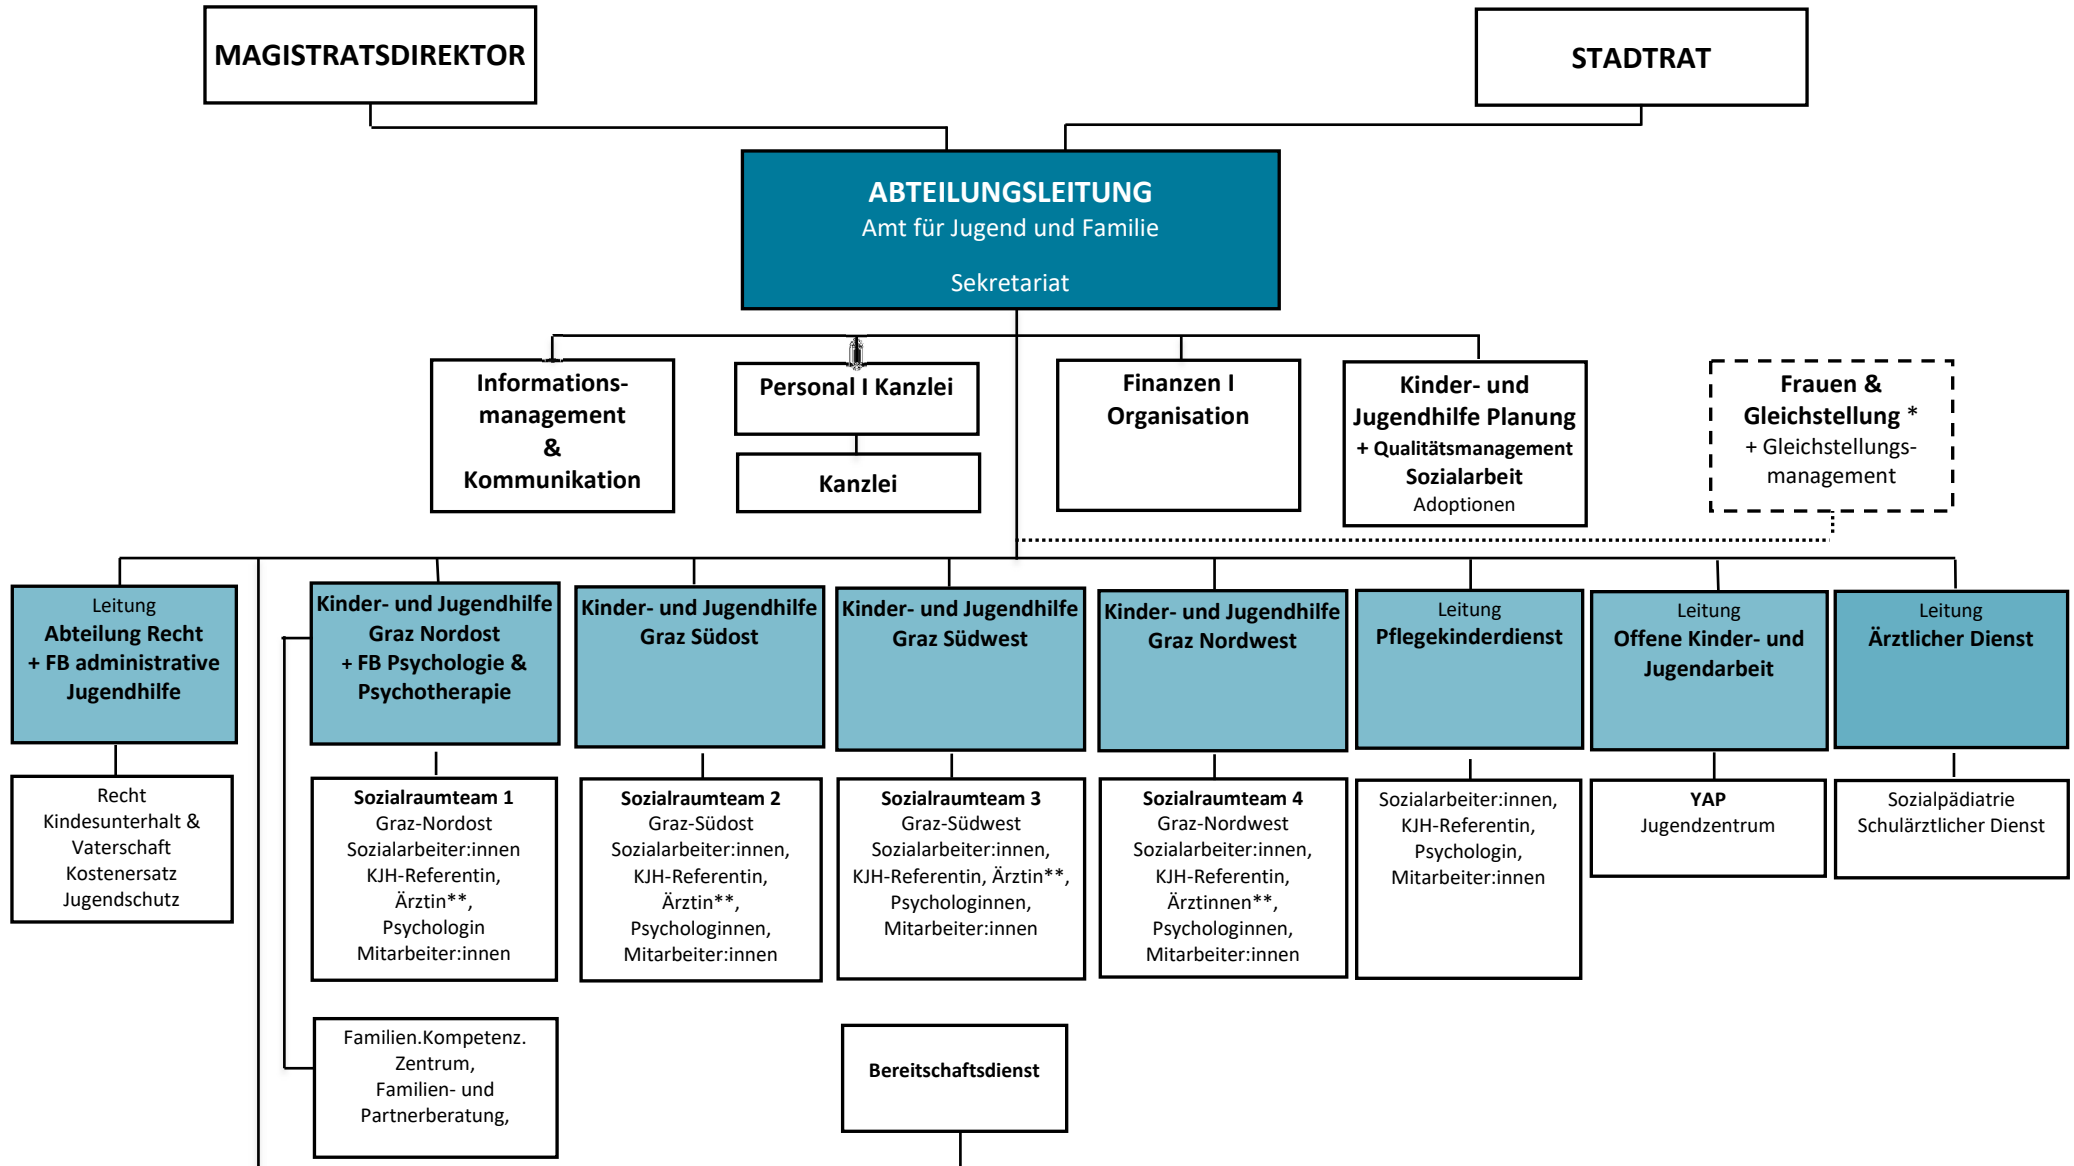 MAGISTRATSDIREKTOR
STADTRAT
ABTEILUNGSLEITUNG
Amt für Jugend und Familie
Sekretariat
Informations-
management
&
Kommunikation
Personal I Kanzlei
Kanzlei
Finanzen I
Organisation
Kinder- und
Jugendhilfe Planung
+ Qualitätsmanagement
Sozialarbeit
Adoptionen
Frauen &
Gleichstellung *
+ Gleichstellungs-
management
Leitung
Abteilung Recht
+ FB administrative
Jugendhilfe
Kinder- und Jugendhilfe
Graz Nordost
+ FB Psychologie &
Psychotherapie
Kinder- und Jugendhilfe
Graz Südost
Kinder- und Jugendhilfe
Graz Südwest
Kinder- und Jugendhilfe
Graz Nordwest
Leitung
Pflegekinderdienst
Leitung
Offene Kinder- und
Jugendarbeit
Leitung
Ärztlicher Dienst
Recht
Kindesunterhalt &
Vaterschaft
Kostenersatz
Jugendschutz
Sozialraumteam 1
Graz-Nordost
Sozialarbeiter:innen
KJH-Referentin,
Ärztin**,
Psychologin
Mitarbeiter:innen
Sozialraumteam 2
Graz-Südost
Sozialarbeiter:innen,
KJH-Referentin,
Ärztin**,
Psychologinnen,
Mitarbeiter:innen
Sozialraumteam 3
Graz-Südwest
Sozialarbeiter:innen,
KJH-Referentin, Ärztin**,
Psychologinnen,
Mitarbeiter:innen
Sozialraumteam 4
Graz-Nordwest
Sozialarbeiter:innen,
KJH-Referentin,
Ärztinnen**,
Psychologinnen,
Mitarbeiter:innen
Sozialarbeiter:innen,
KJH-Referentin,
Psychologin,
Mitarbeiter:innen
YAP
Jugendzentrum
Sozialpädiatrie
Schulärztlicher Dienst
Familien.Kompetenz.
Zentrum,
Familien- und
Partnerberatung,
Bereitschaftsdienst